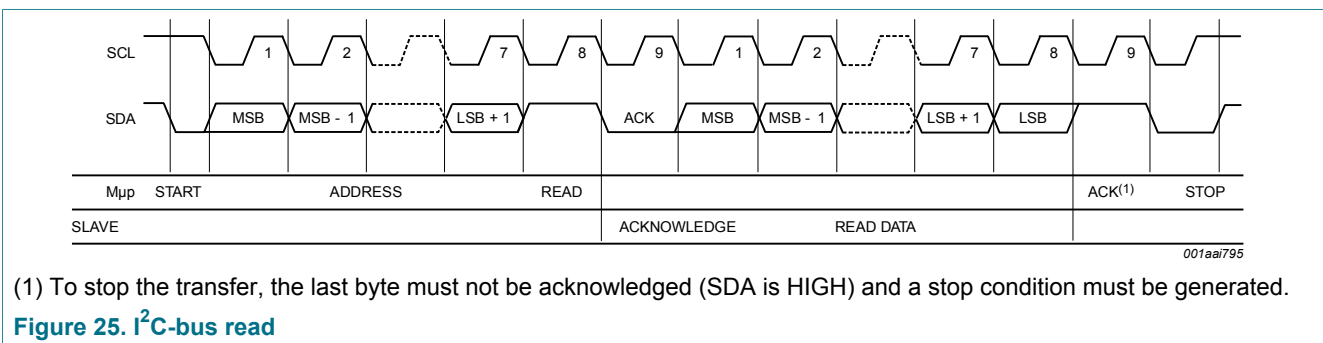 SCL 1 2 7 8 9 1 2 7 8 9
SDA MSB MSB - 1 LSB + 1 ACK MSB MSB - 1 LSB + 1 LSB
Mμp START ADDRESS READ ACK(1) STOP
SLAVE ACKNOWLEDGE READ DATA
001aai795
(1) To stop the transfer, the last byte must not be acknowledged (SDA is HIGH) and a stop condition must be generated.
Figure 25. I2C-bus read